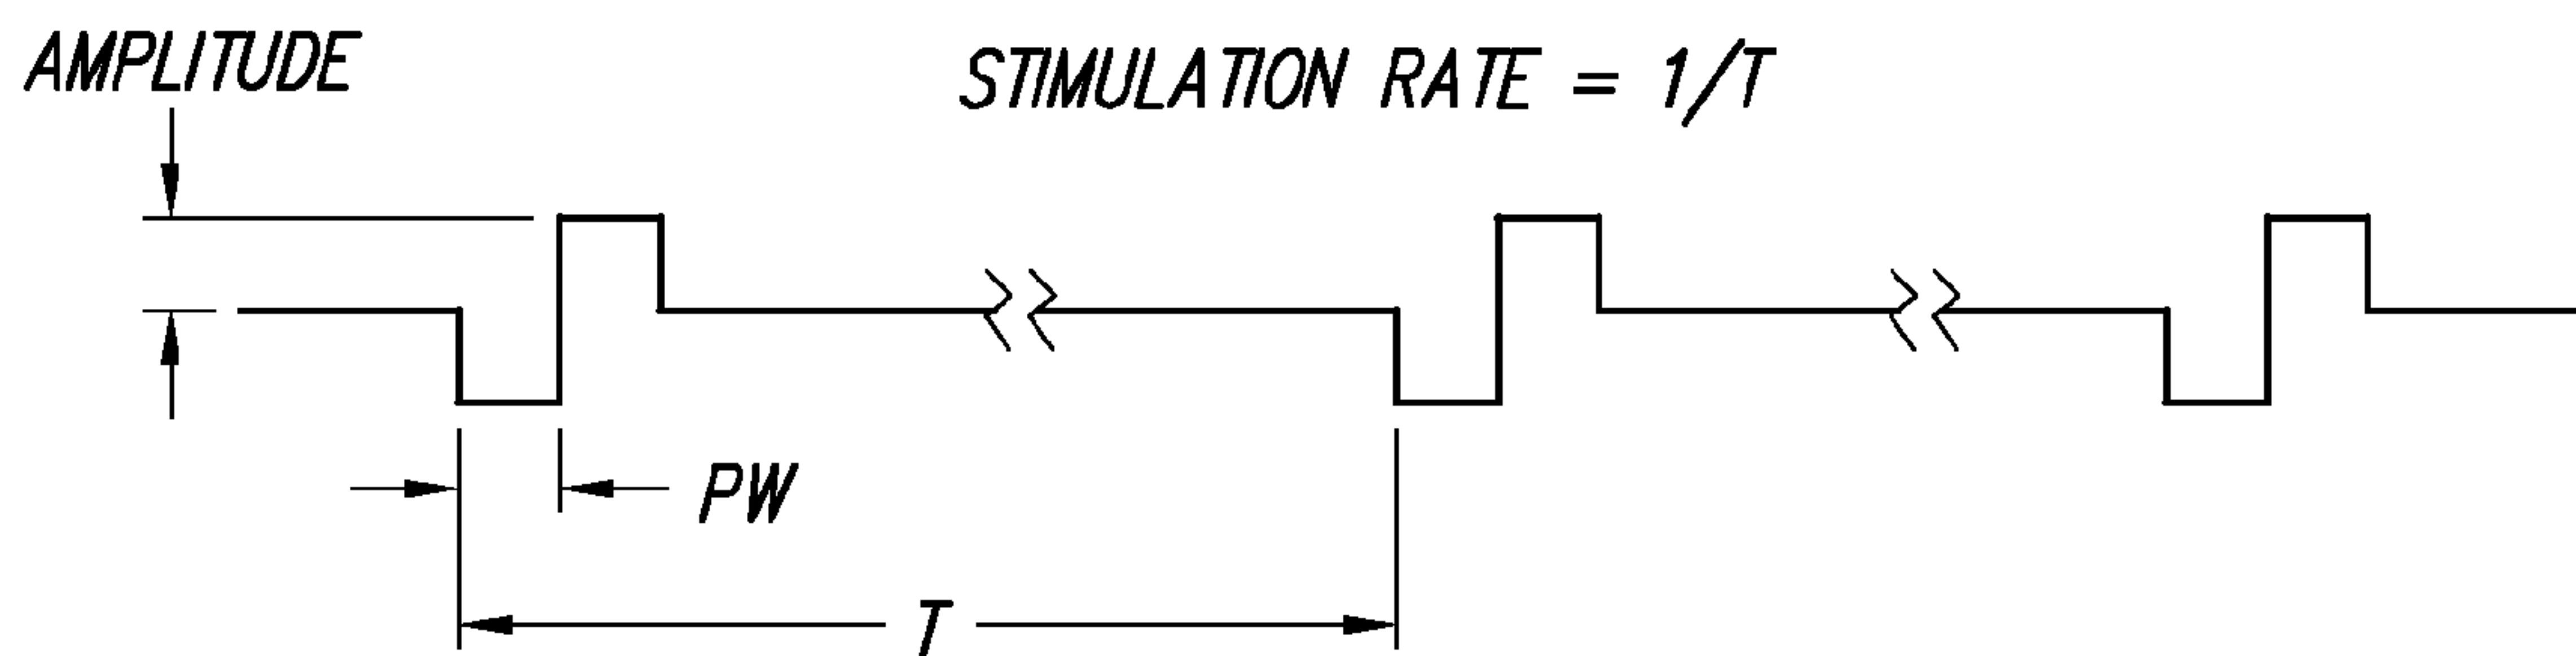 AMPLITUDE
STIMULATION RATE = 1/T
PW
T